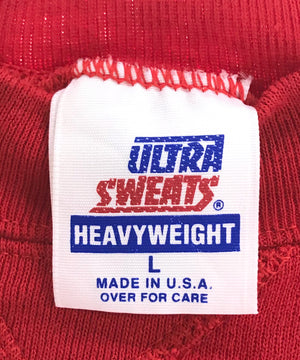 ULTRA
SWEATS®
HEAVYWEIGHT
L
MADE IN U.S.A.
OVER FOR CARE